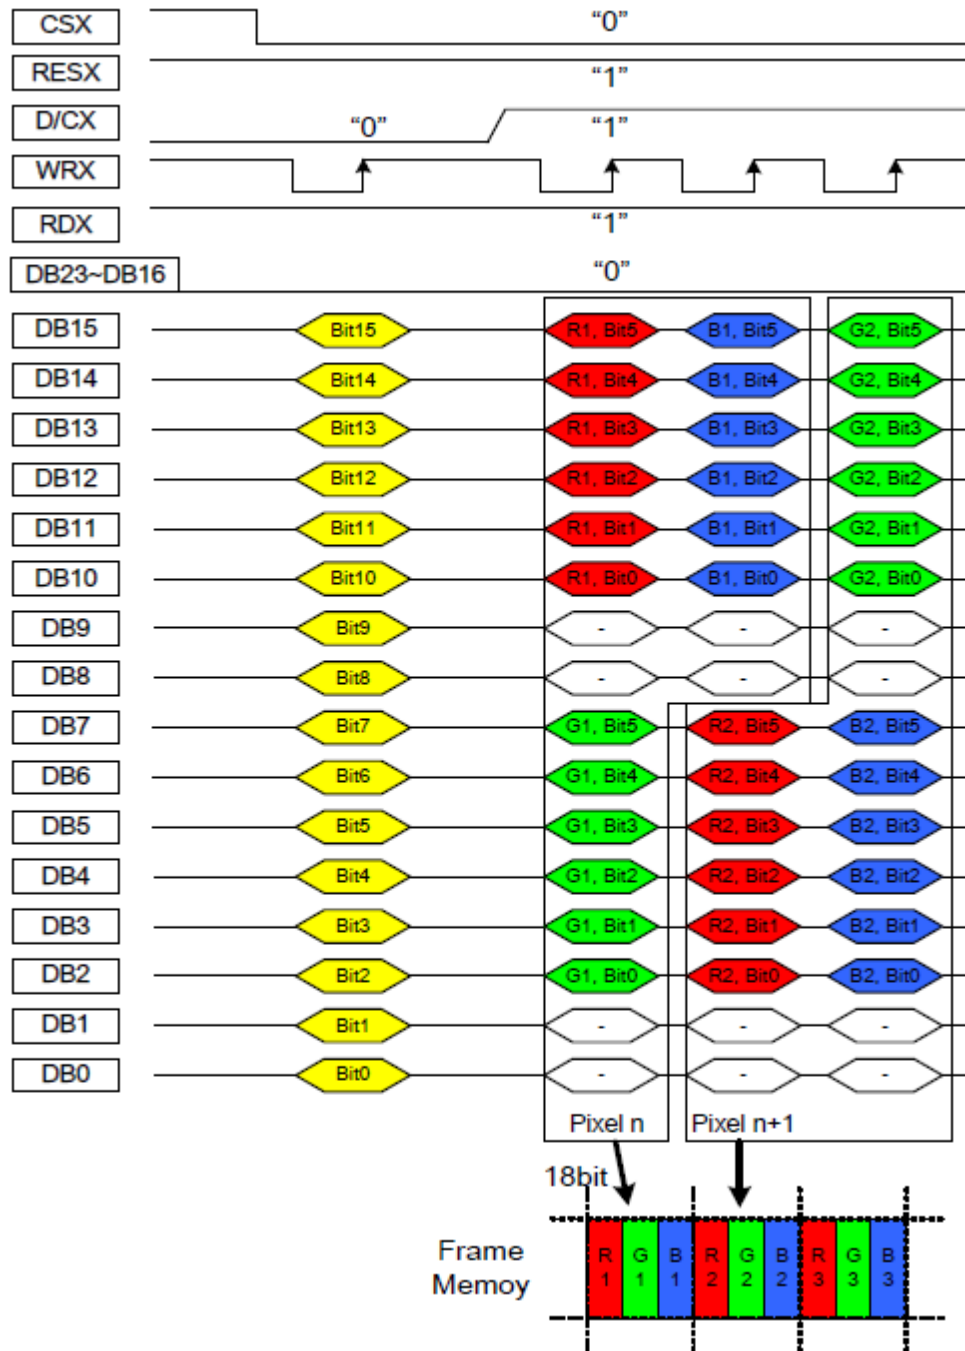 CSX "0"
RESX "1"
D/CX "0" "1"
WRX
RDX "1"
DB23~DB16 "0"
DB15 Bit15 R1, Bit5 B1, Bit5 G2, Bit5
DB14 Bit14 R1, Bit4 B1, Bit4 G2, Bit4
DB13 Bit13 R1, Bit3 B1, Bit3 G2, Bit3
DB12 Bit12 R1, Bit2 B1, Bit2 G2, Bit2
DB11 Bit11 R1, Bit1 B1, Bit1 G2, Bit1
DB10 Bit10 R1, Bit0 B1, Bit0 G2, Bit0
DB9 Bit9 - - -
DB8 Bit8 - - -
DB7 Bit7 G1, Bit5 R2, Bit5 B2, Bit5
DB6 Bit6 G1, Bit4 R2, Bit4 B2, Bit4
DB5 Bit5 G1, Bit3 R2, Bit3 B2, Bit3
DB4 Bit4 G1, Bit2 R2, Bit2 B2, Bit2
DB3 Bit3 G1, Bit1 R2, Bit1 B2, Bit1
DB2 Bit2 G1, Bit0 R2, Bit0 B2, Bit0
DB1 Bit1 - - -
DB0 Bit0 - - -
Pixel n Pixel n+1
18bit
Frame
Memoy
R G B R G B R G B
1 1 1 2 2 2 3 3 3